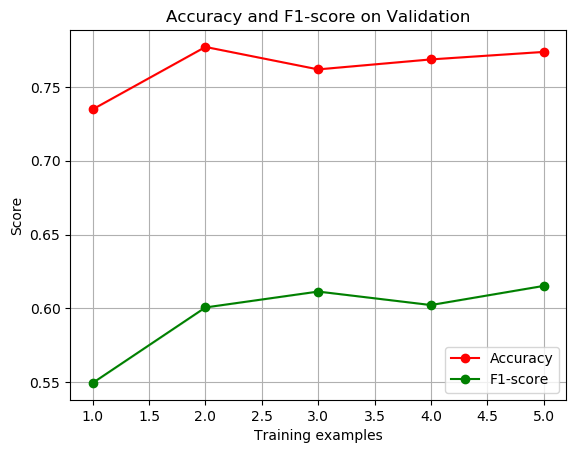 Accuracy and F1-score on Validation
Score
0.75
0.70
0.65
0.60
0.55
Accuracy
F1-score
1.0 1.5 2.0 2.5 3.0 3.5 4.0 4.5 5.0
Training examples